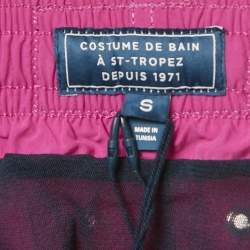 COSTUME DE BAIN
À ST-TROPEZ
DEPUIS 1971
S
MADE IN
TUNISIA